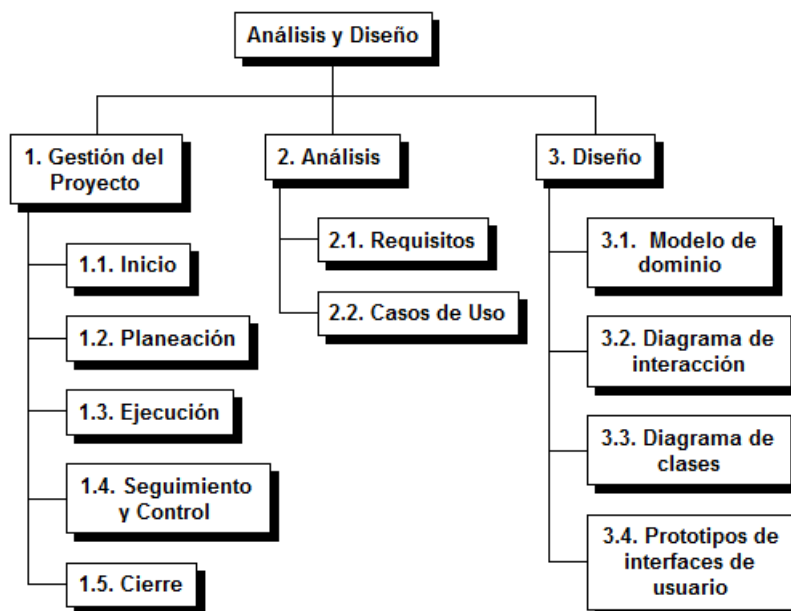 Análisis y Diseño
1. Gestión del
Proyecto
1.1. Inicio
1.2. Planeación
1.3. Ejecución
1.4. Seguimiento
y Control
1.5. Cierre
2. Análisis
2.1. Requisitos
2.2. Casos de Uso
3. Diseño
3.1. Modelo de
dominio
3.2. Diagrama de
interacción
3.3. Diagrama de
clases
3.4. Prototipos de
interfaces de
usuario